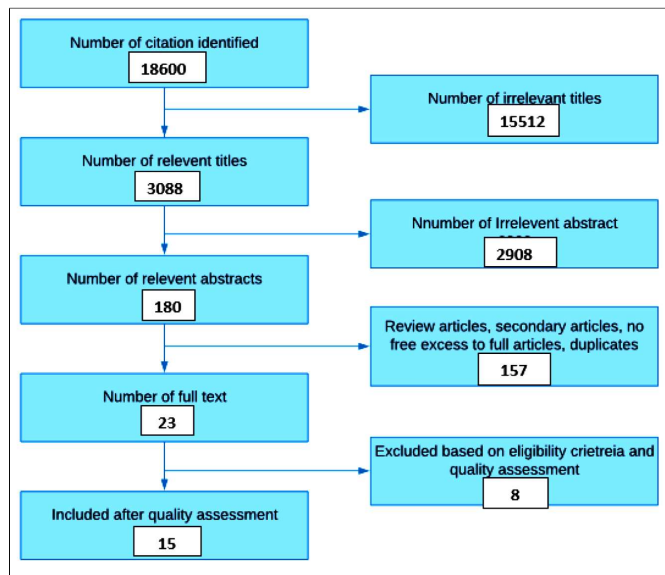 Number of citation identified
18600
Number of irrelevant titles
15512
Number of relevent titles
3088
Nnumber of Irrelevent abstract
2908
Number of relevent abstracts
180
Review articles, secondary articles, no
free excess to full articles, duplicates
157
Number of full text
23
Excluded based on eligibility crietreia and
quality assessment
8
Included after quality assessment
15